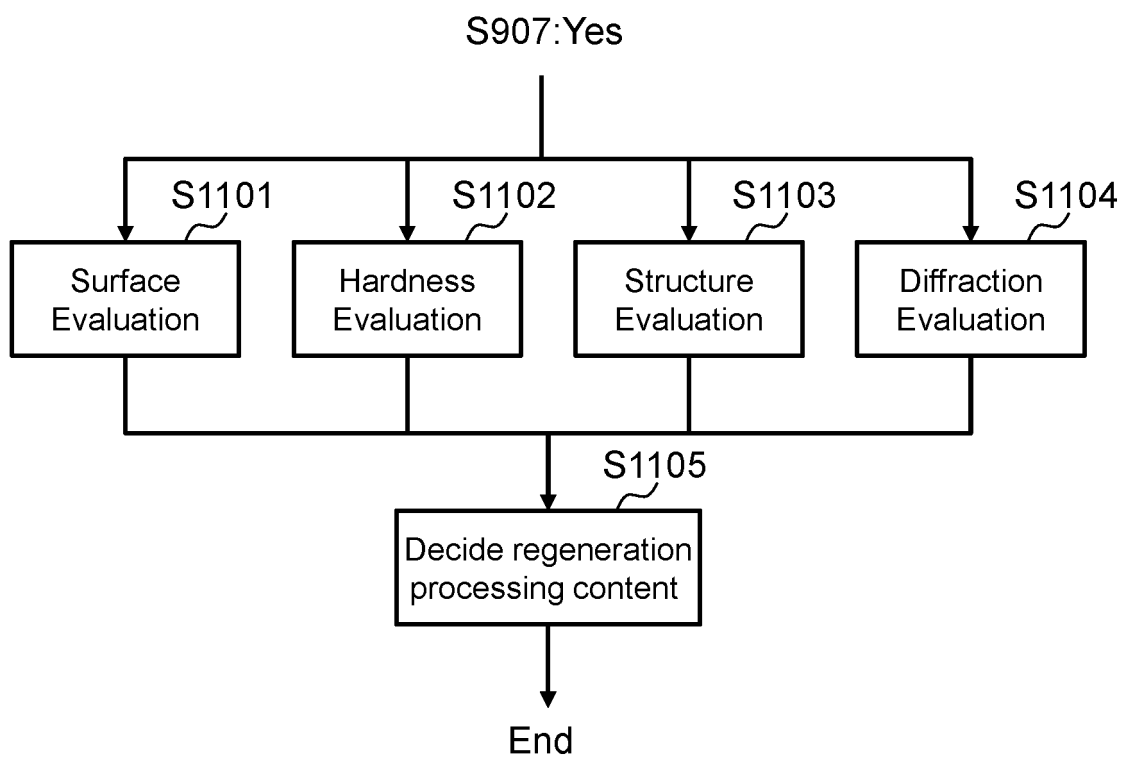 S907:Yes
S1101
S1102
S1103
S1104
Surface
Evaluation
Hardness
Evaluation
Structure
Evaluation
Diffraction
Evaluation
S1105
Decide regeneration
processing content
End